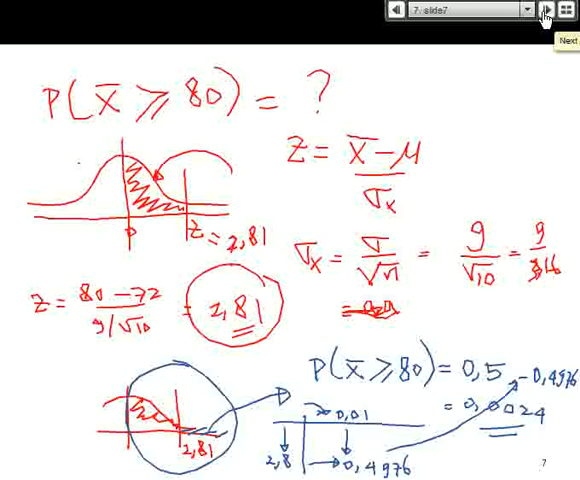 7. slide7
Next
P(X̄ ≥ 80) = ?
Z = X̄ - μ / σx
0
Z = 2,81
σx = σ/√n = 9/√10 = 9/3,16
Z = 80 - 72 / 9/√10 = 2,81
P(X̄ ≥ 80) = 0,5 - 0,4976
= 0,0024
0,01
2,81
2,8 → 0,4976
7